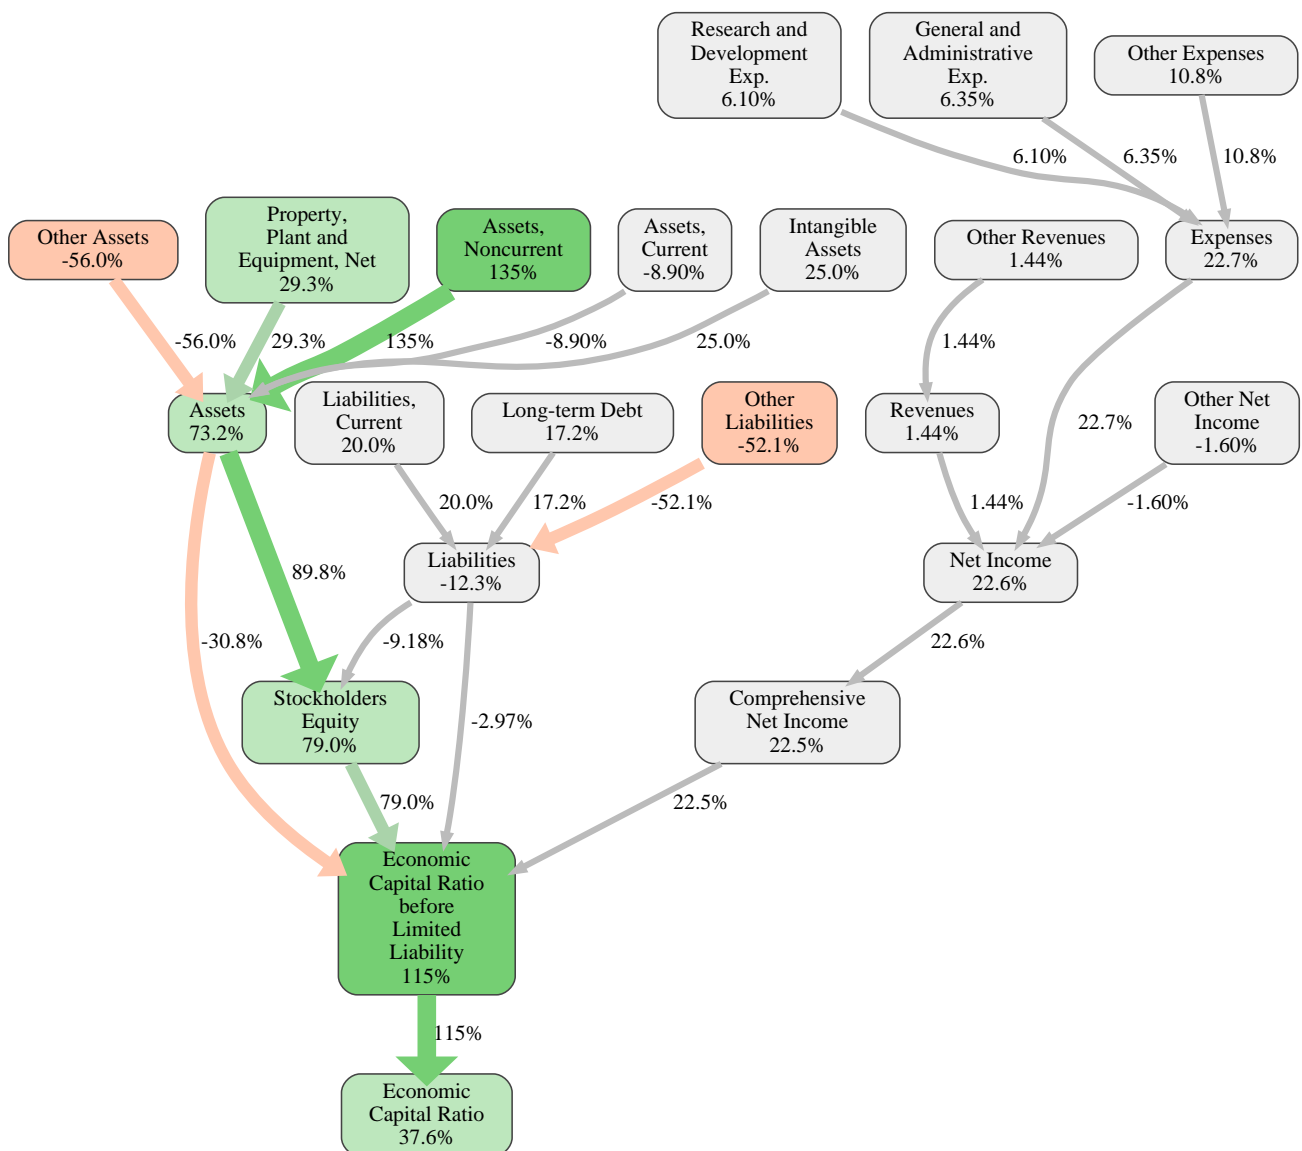 Research and
Development
Exp.
6.10%
General and
Administrative
Exp.
6.35%
Other Expenses
10.8%
6.10%
6.35%
10.8%
Other Assets
-56.0%
Property,
Plant and
Equipment, Net
29.3%
Assets,
Noncurrent
135%
Assets,
Current
-8.90%
Intangible
Assets
25.0%
Other Revenues
1.44%
Expenses
22.7%
-56.0%
29.3%
135%
-8.90%
25.0%
1.44%
22.7%
Assets
73.2%
Liabilities,
Current
20.0%
Long-term Debt
17.2%
Other
Liabilities
-52.1%
Revenues
1.44%
Other Net
Income
-1.60%
20.0%
17.2%
-52.1%
1.44%
-1.60%
89.8%
Liabilities
-12.3%
Net Income
22.6%
-30.8%
-9.18%
-2.97%
22.6%
Stockholders
Equity
79.0%
Comprehensive
Net Income
22.5%
79.0%
22.5%
Economic
Capital Ratio
before
Limited
Liability
115%
115%
Economic
Capital Ratio
37.6%